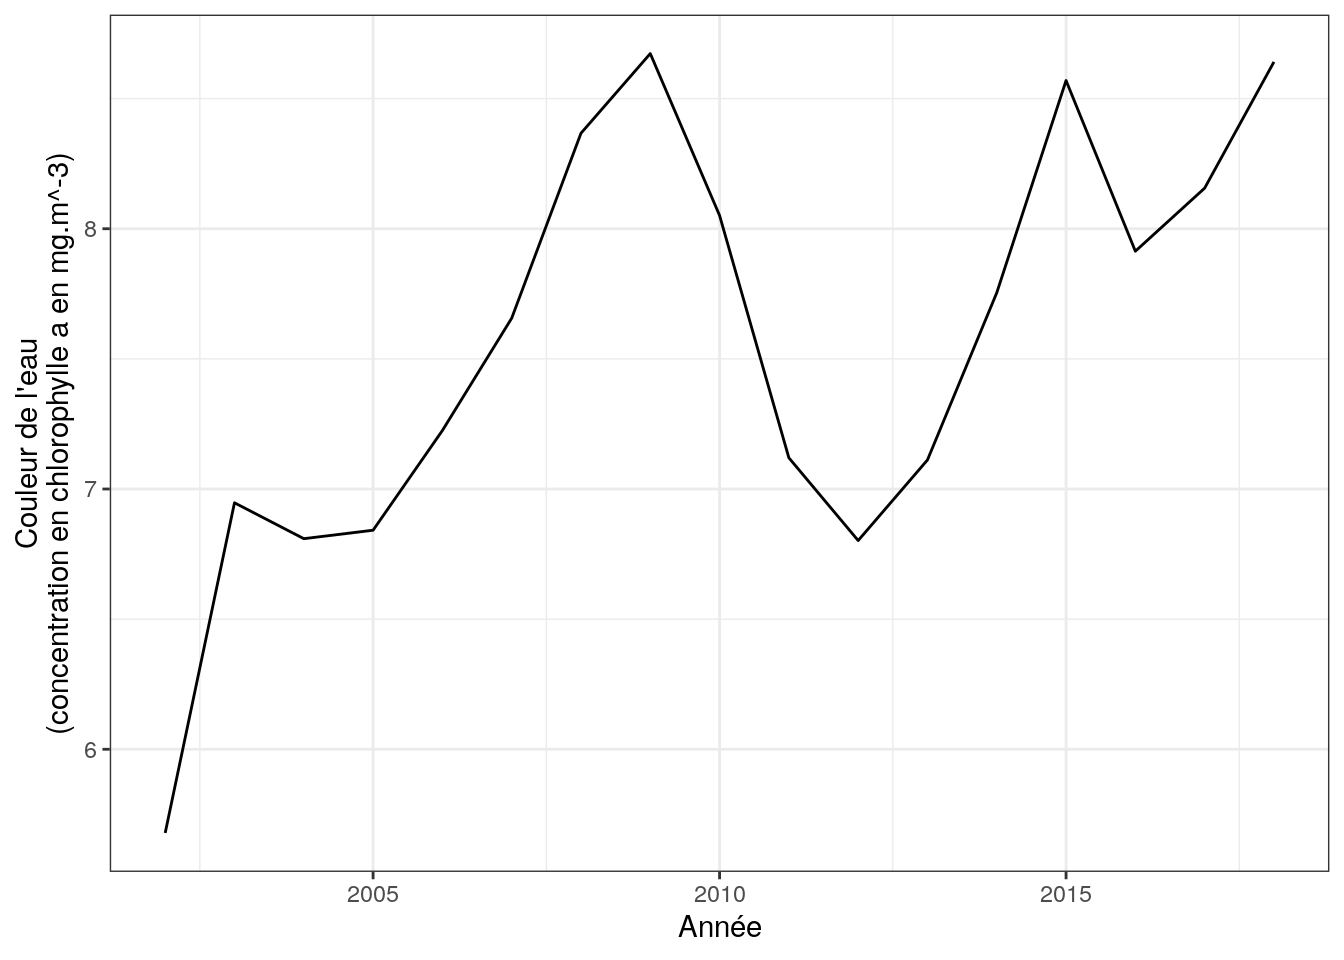 Couleur de l'eau
(concentration en chlorophylle a en mg.m^-3)
8
7
6
2005
2010
2015
Année